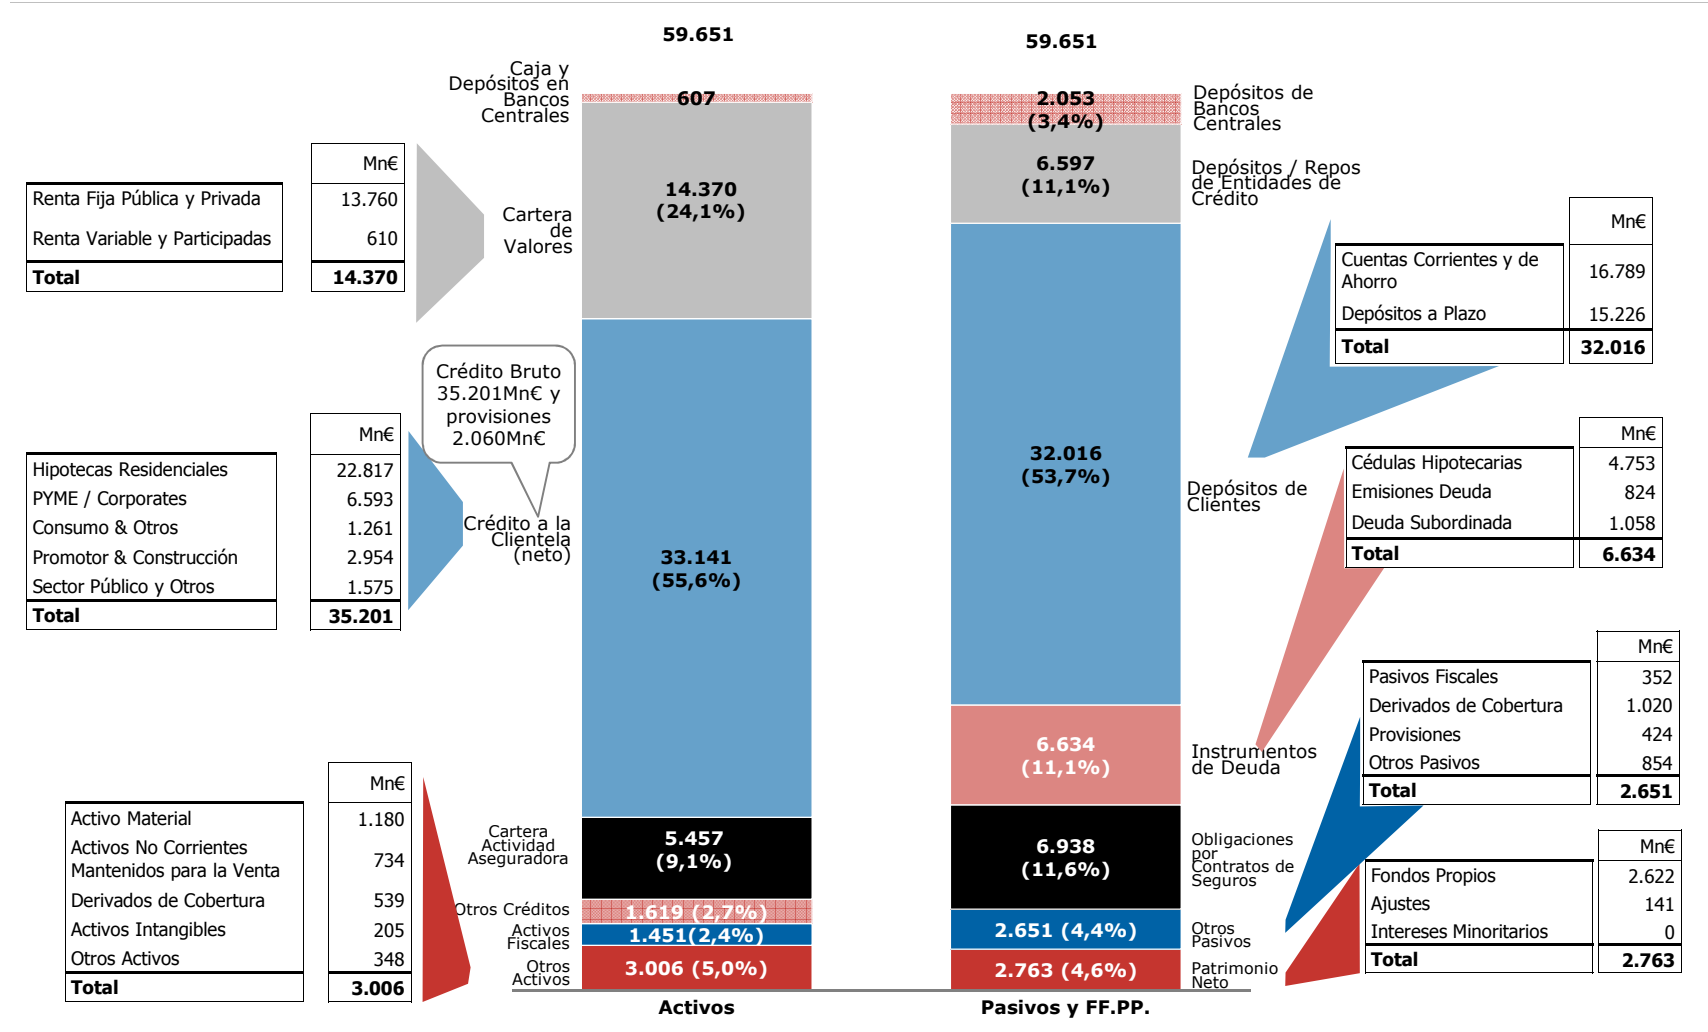 59.651
59.651
Caja y
Depósitos en
Bancos
Centrales
607
2.053
(3,4%)
Depósitos de
Bancos
Centrales
Mn€
Renta Fija Pública y Privada 13.760
Renta Variable y Participadas 610
Total 14.370
Cartera
de
Valores
14.370
(24,1%)
6.597
(11,1%)
Depósitos / Repos
de Entidades de
Crédito
Mn€
Cuentas Corrientes y de
Ahorro 16.789
Depósitos a Plazo 15.226
Total 32.016
Crédito Bruto
35.201Mn€ y
provisiones
2.060Mn€
Mn€
Hipotecas Residenciales 22.817
PYME / Corporates 6.593
Consumo & Otros 1.261
Promotor & Construcción 2.954
Sector Público y Otros 1.575
Total 35.201
Crédito a la
Clientela
(neto)
33.141
(55,6%)
32.016
(53,7%)
Depósitos de
Clientes
Mn€
Cédulas Hipotecarias 4.753
Emisiones Deuda 824
Deuda Subordinada 1.058
Total 6.634
6.634
(11,1%)
Instrumentos
de Deuda
Mn€
Pasivos Fiscales 352
Derivados de Cobertura 1.020
Provisiones 424
Otros Pasivos 854
Total 2.651
Mn€
Activo Material 1.180
Activos No Corrientes
Mantenidos para la Venta 734
Derivados de Cobertura 539
Activos Intangibles 205
Otros Activos 348
Total 3.006
Cartera
Actividad
Aseguradora
5.457
(9,1%)
6.938
(11,6%)
Obligaciones
por
Contratos de
Seguros
Mn€
Fondos Propios 2.622
Ajustes 141
Intereses Minoritarios 0
Total 2.763
Otros Créditos
1.619 (2,7%)
Activos
Fiscales
1.451(2,4%)
2.651 (4,4%)
Otros
Pasivos
Otros
Activos
3.006 (5,0%)
2.763 (4,6%)
Patrimonio
Neto
Activos
Pasivos y FF.PP.